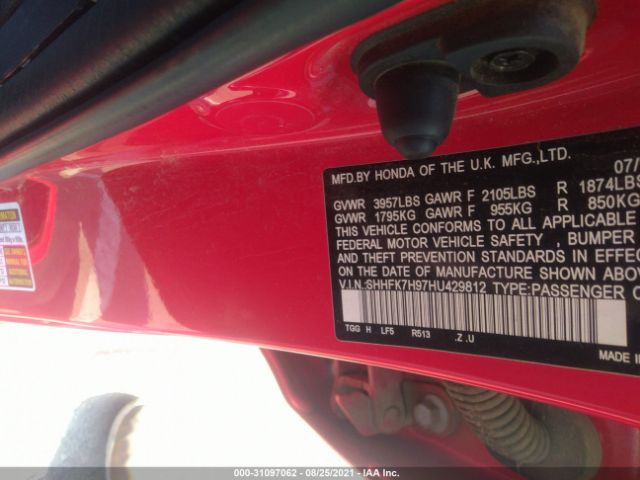 MFD.BY HONDA OF THE U.K. MFG.,LTD. 07/
GVWR 3957LBS GAWR F 2105LBS R 1874LBS
GVWR 1795KG GAWR F 955KG R 850KG
THIS VEHICLE CONFORMS TO ALL APPLICABLE
FEDERAL MOTOR VEHICLE SAFETY , BUMPER
AND THEFT PREVENTION STANDARDS IN EFFEC
ON THE DATE OF MANUFACTURE SHOWN ABO
V.I.N.:SHHFK7H97HU429812 TYPE:PASSENGER C
TGG H LF5 R513 .Z .U
MADE I
000-31097062 - 08/25/2021 - IAA Inc.